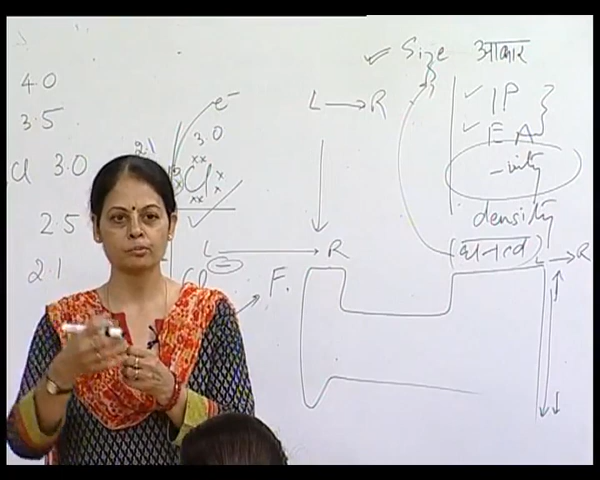 4.0
3.5
Cl 3.0
2.5
2.1
e⁻
2.1
3.0
Cl
L
F.
L → R
L → R
✓ Size आकार
✓ IP
✓ EA
-vity
density
(घनत्व)
L → R